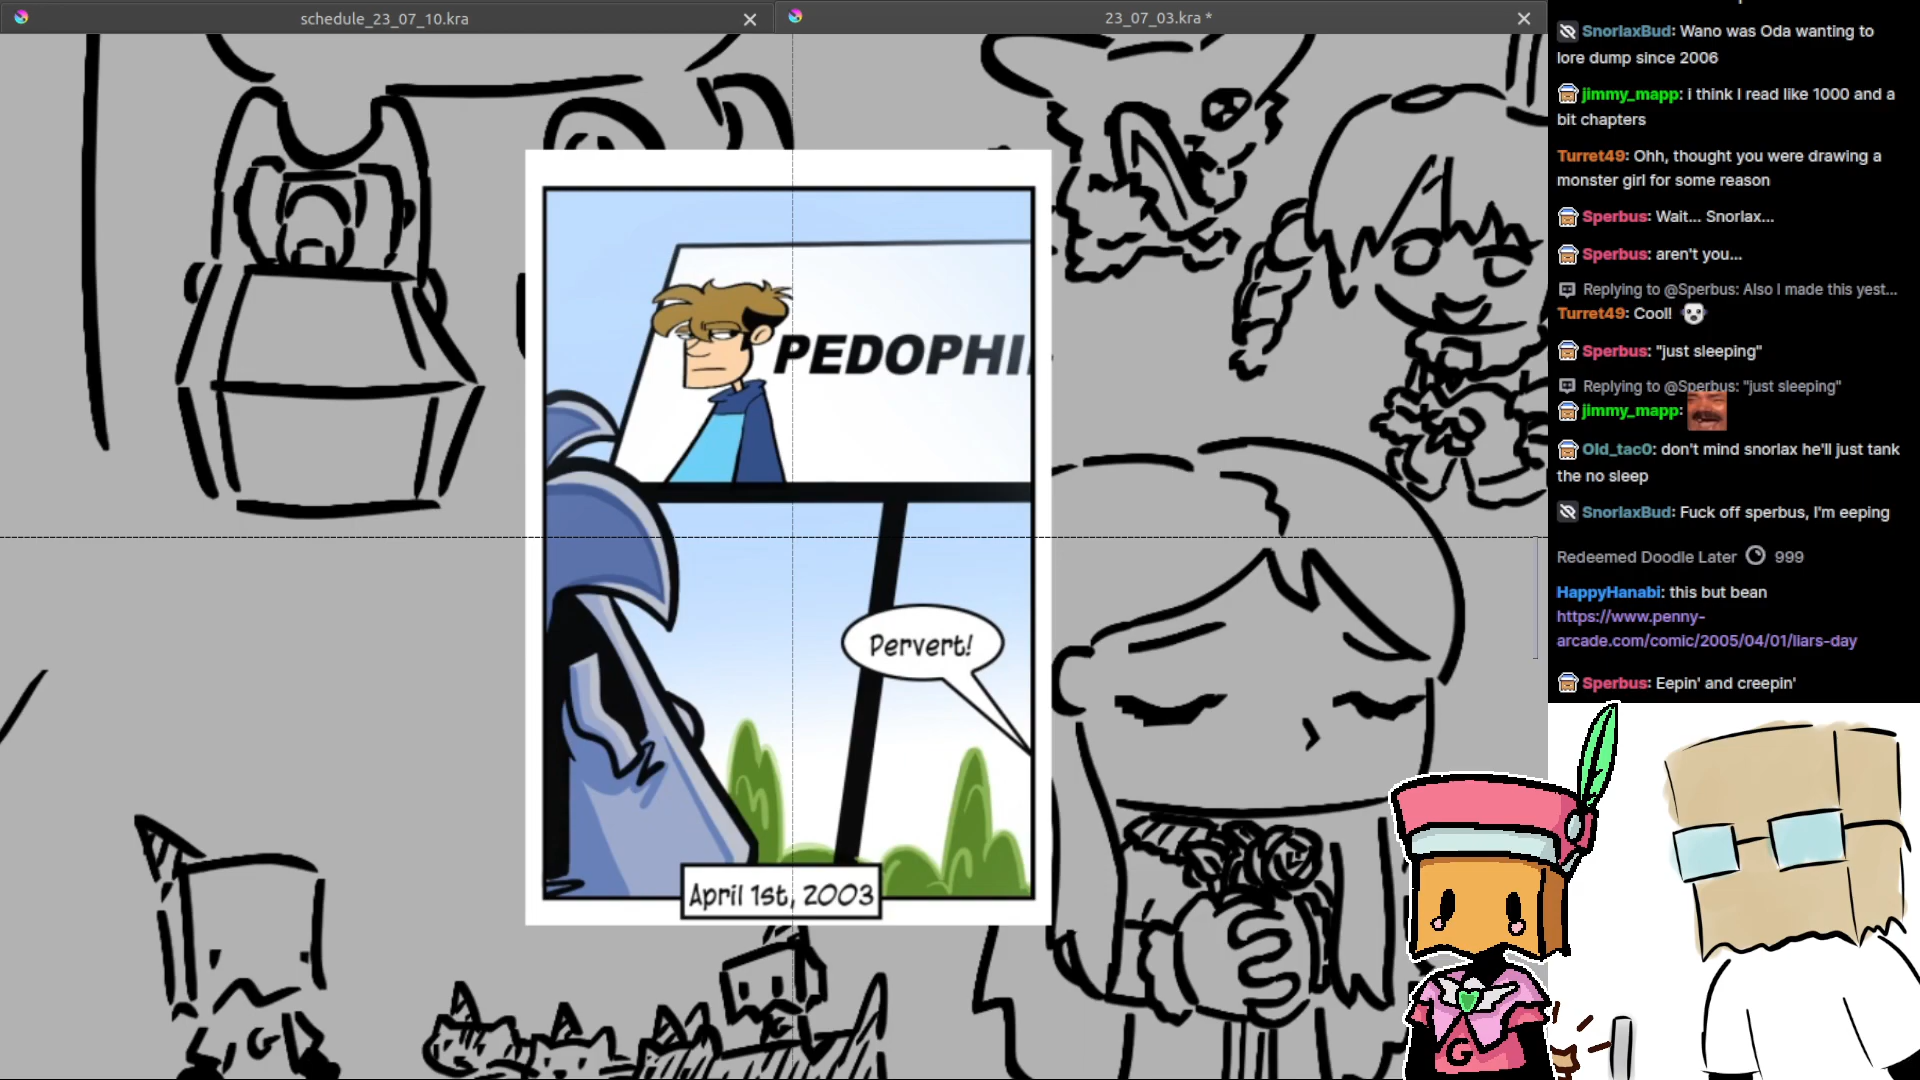 schedule_23_07_10.kra
23_07_03.kra *
PEDOPHI
Pervert!
April 1st, 2003
G
G
SnorlaxBud: Wano was Oda wanting to
lore dump since 2006
jimmy_mapp: i think I read like 1000 and a
bit chapters
Turret49: Ohh, thought you were drawing a
monster girl for some reason
Sperbus: Wait... Snorlax...
Sperbus: aren't you...
Replying to @Sperbus: Also I made this yest...
Turret49: Cool!
Sperbus: "just sleeping"
Replying to @Sperbus: "just sleeping"
jimmy_mapp:
Old_tac0: don't mind snorlax he'll just tank
the no sleep
SnorlaxBud: Fuck off sperbus, I'm eeping
Redeemed Doodle Later 999
HappyHanabi: this but bean
https://www.penny-
arcade.com/comic/2005/04/01/liars-day
Sperbus: Eepin' and creepin'